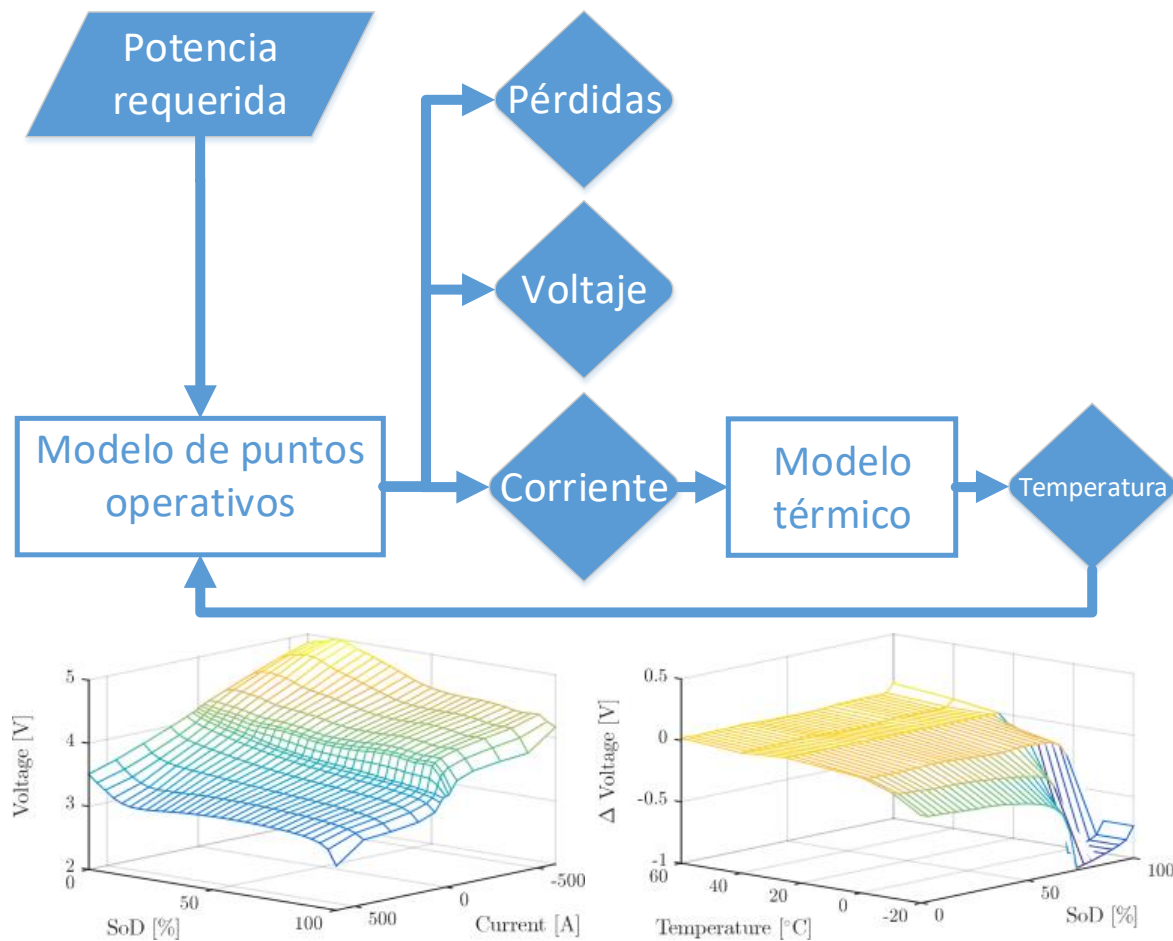 Potencia
requerida
Pérdidas
Voltaje
Modelo de puntos
operativos
Corriente
Modelo
térmico
Temperatura
5
4
3
2
Voltage [V]
0
50
100
SoD [%]
500
0
-500
Current [A]
0.5
0
-0.5
-1
Δ Voltage [V]
60
40
20
0
-20
Temperature [°C]
0
50
100
SoD [%]